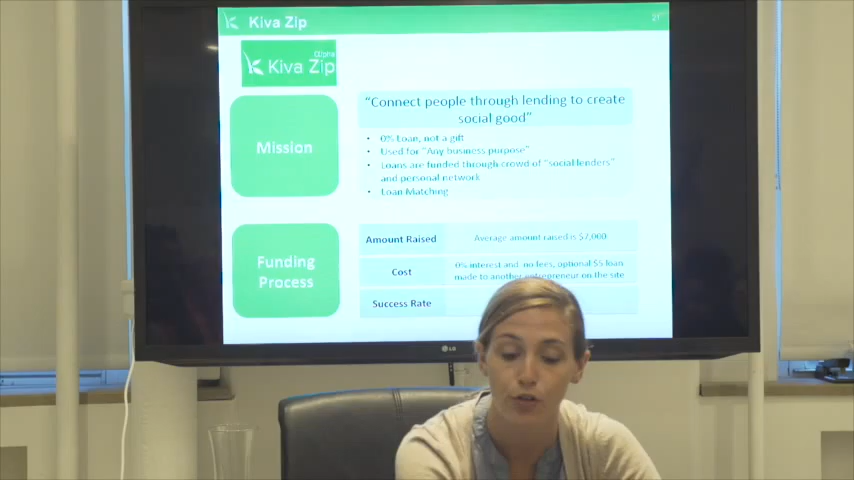 Kiva Zip
21
alpha
Kiva Zip
Mission
"Connect people through lending to create
social good"
• 0% Loan, not a gift
• Used for "Any business purpose"
• Loans are funded through crowd of "social lenders"
and personal network
• Loan Matching
Funding
Process
Amount Raised
Average amount raised is $7,000
Cost
0% interest and no fees, optional $5 loan
made to another entrepreneur on the site
Success Rate
LG